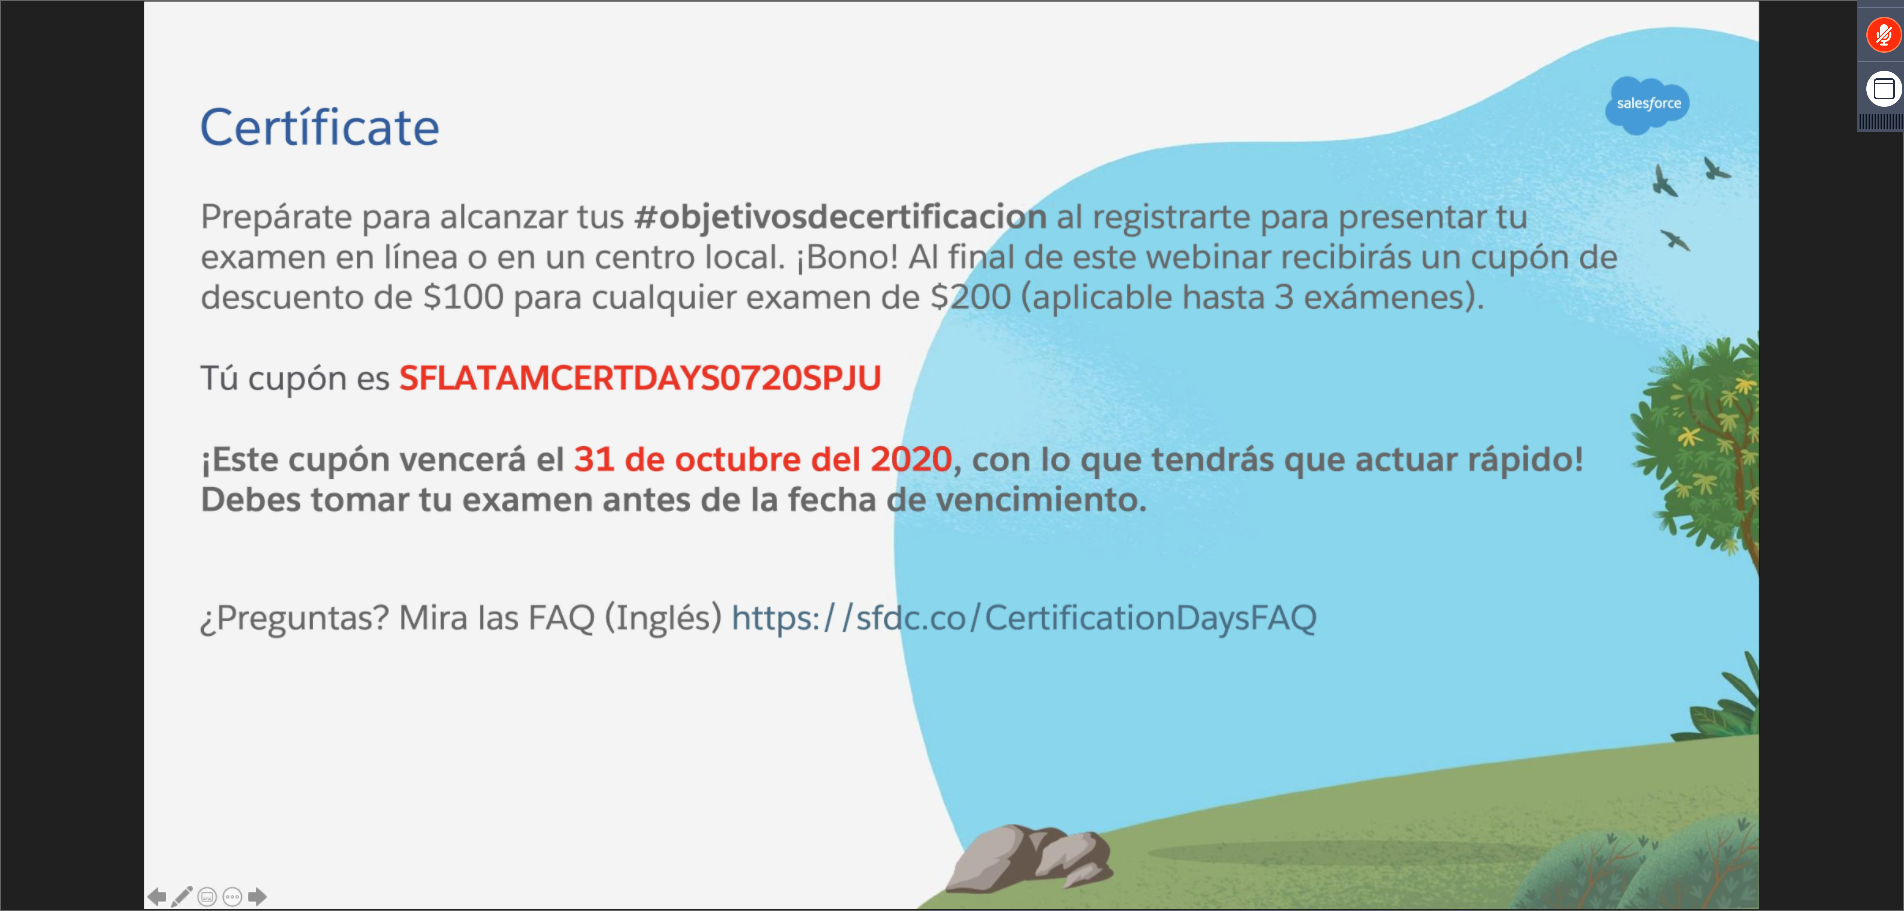 salesforce
Certíficate
Prepárate para alcanzar tus #objetivosdecertificacion al registrarte para presentar tu
examen en línea o en un centro local. ¡Bono! Al final de este webinar recibirás un cupón de
descuento de $100 para cualquier examen de $200 (aplicable hasta 3 exámenes).
Tú cupón es SFLATAMCERTDAYS0720SPJU
¡Este cupón vencerá el 31 de octubre del 2020, con lo que tendrás que actuar rápido!
Debes tomar tu examen antes de la fecha de vencimiento.
¿Preguntas? Mira las FAQ (Inglés) https://sfdc.co/CertificationDaysFAQ